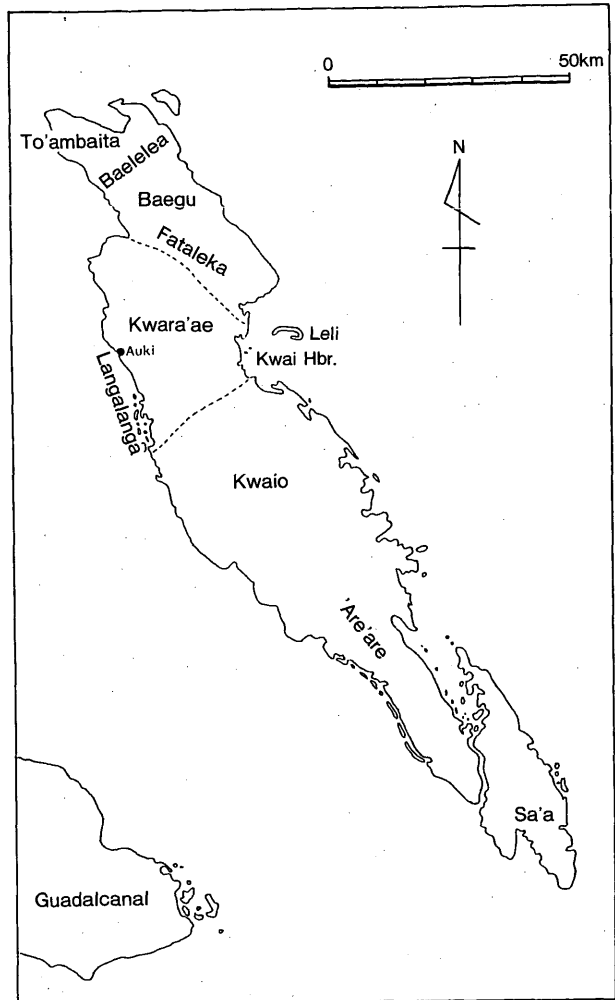 0 50km
N
To'ambaita
Baelelea
Baegu
Fataleka
Kwara'ae
Leli
Auki
Kwai Hbr.
Langalanga
Kwaio
'Are'are
Sa'a
Guadalcanal